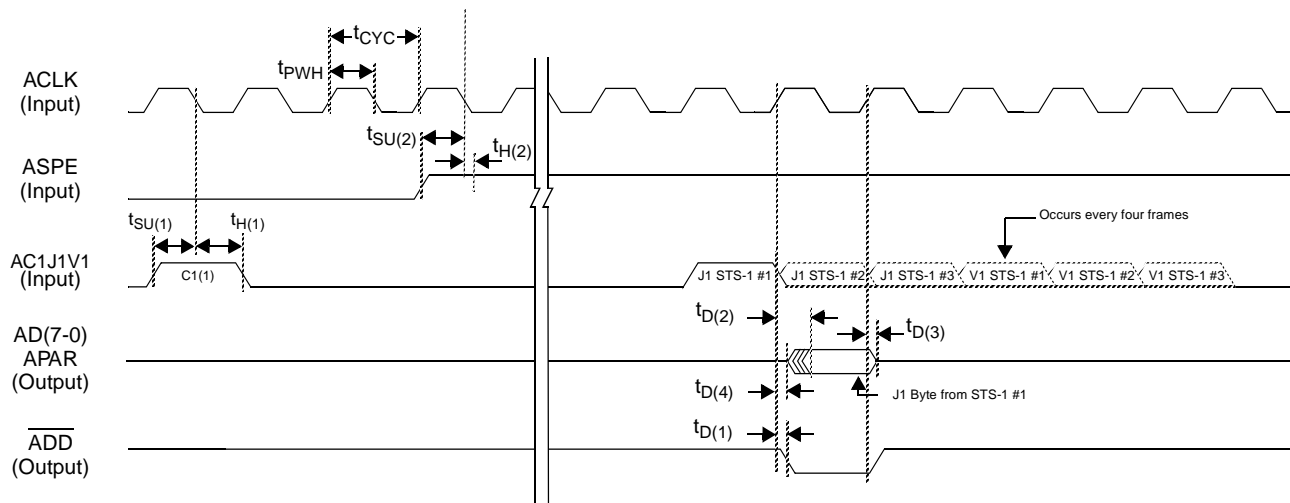 tCYC
ACLK
(Input)
tPWH
tSU(2)
tH(2)
ASPE
(Input)
tSU(1)
tH(1)
Occurs every four frames
AC1J1V1
(Input)
C1(1)
J1 STS-1 #1
J1 STS-1 #2
J1 STS-1 #3
V1 STS-1 #1
V1 STS-1 #2
V1 STS-1 #3
tD(2)
tD(3)
AD(7-0)
APAR
(Output)
tD(4)
J1 Byte from STS-1 #1
tD(1)
ADD
(Output)